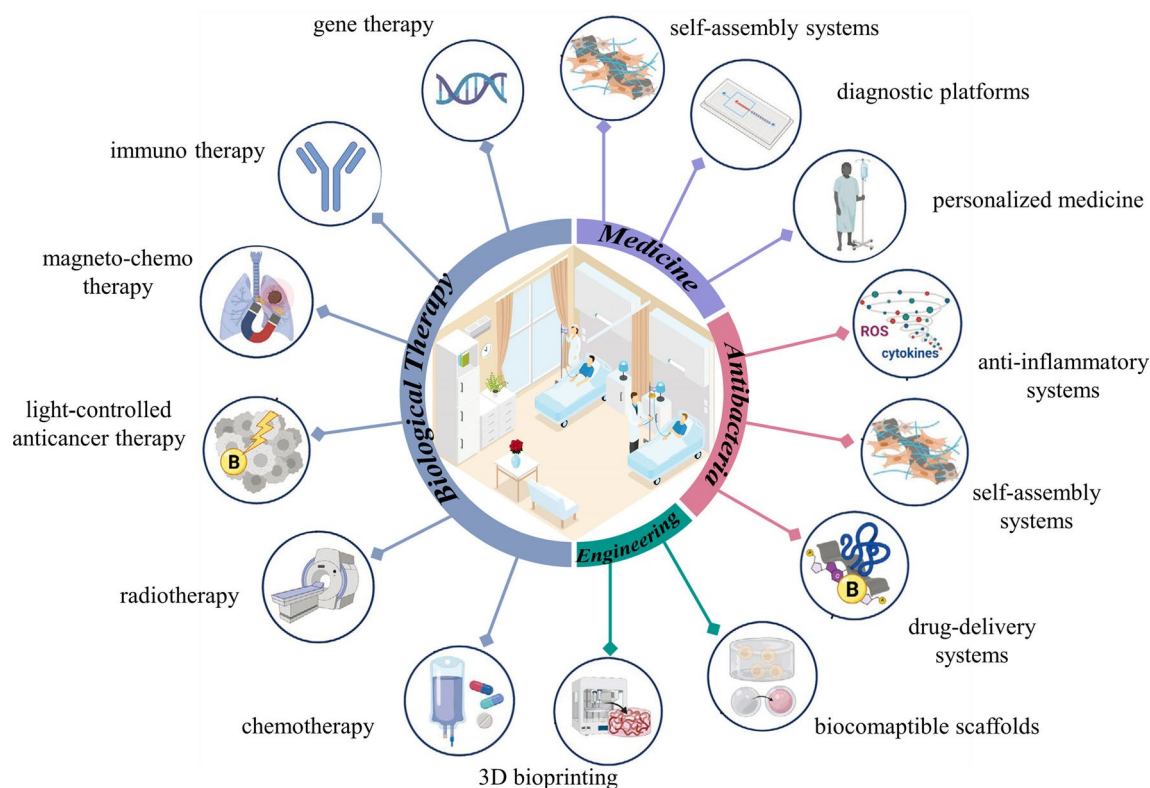 gene therapy
self-assembly systems
diagnostic platforms
immuno therapy
personalized medicine
magneto-chemo
therapy
ROS
cytokines
anti-inflammatory
systems
light-controlled
anticancer therapy
B
self-assembly
systems
radiotherapy
A
B
A
drug-delivery
systems
chemotherapy
biocomaptible scaffolds
3D bioprinting
Biological Therapy
Medicine
Antibacteria
Engineering